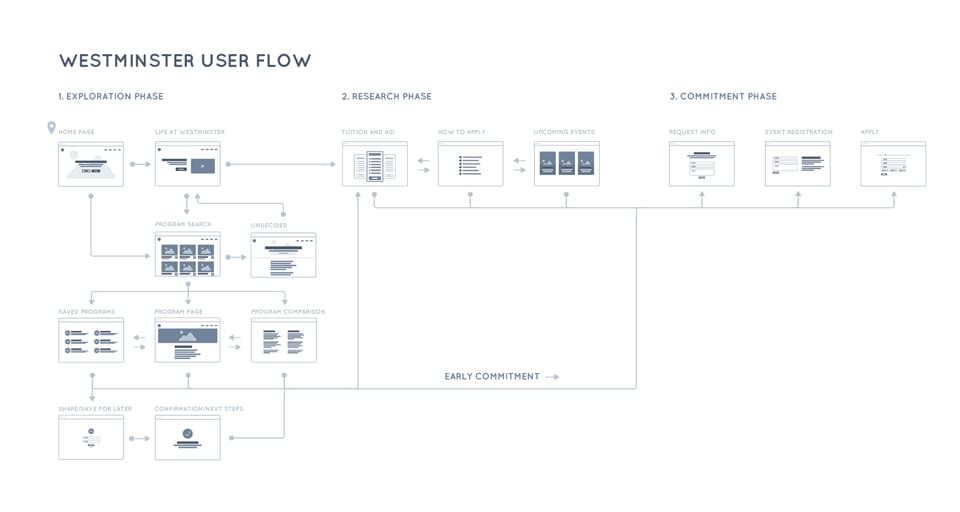 WESTMINSTER USER FLOW
1. EXPLORATION PHASE
2. RESEARCH PHASE
3. COMMITMENT PHASE
HOME PAGE
LIFE AT WESTMINSTER
TUITION AND AID
HOW TO APPLY
UPCOMING EVENTS
REQUEST INFO
EVENT REGISTRATION
APPLY
PROGRAM SEARCH
UNDECIDED
SAVED PROGRAMS
PROGRAM PAGE
PROGRAM COMPARISON
EARLY COMMITMENT
SHARE/SAVE FOR LATER
CONFIRMATION/NEXT STEPS